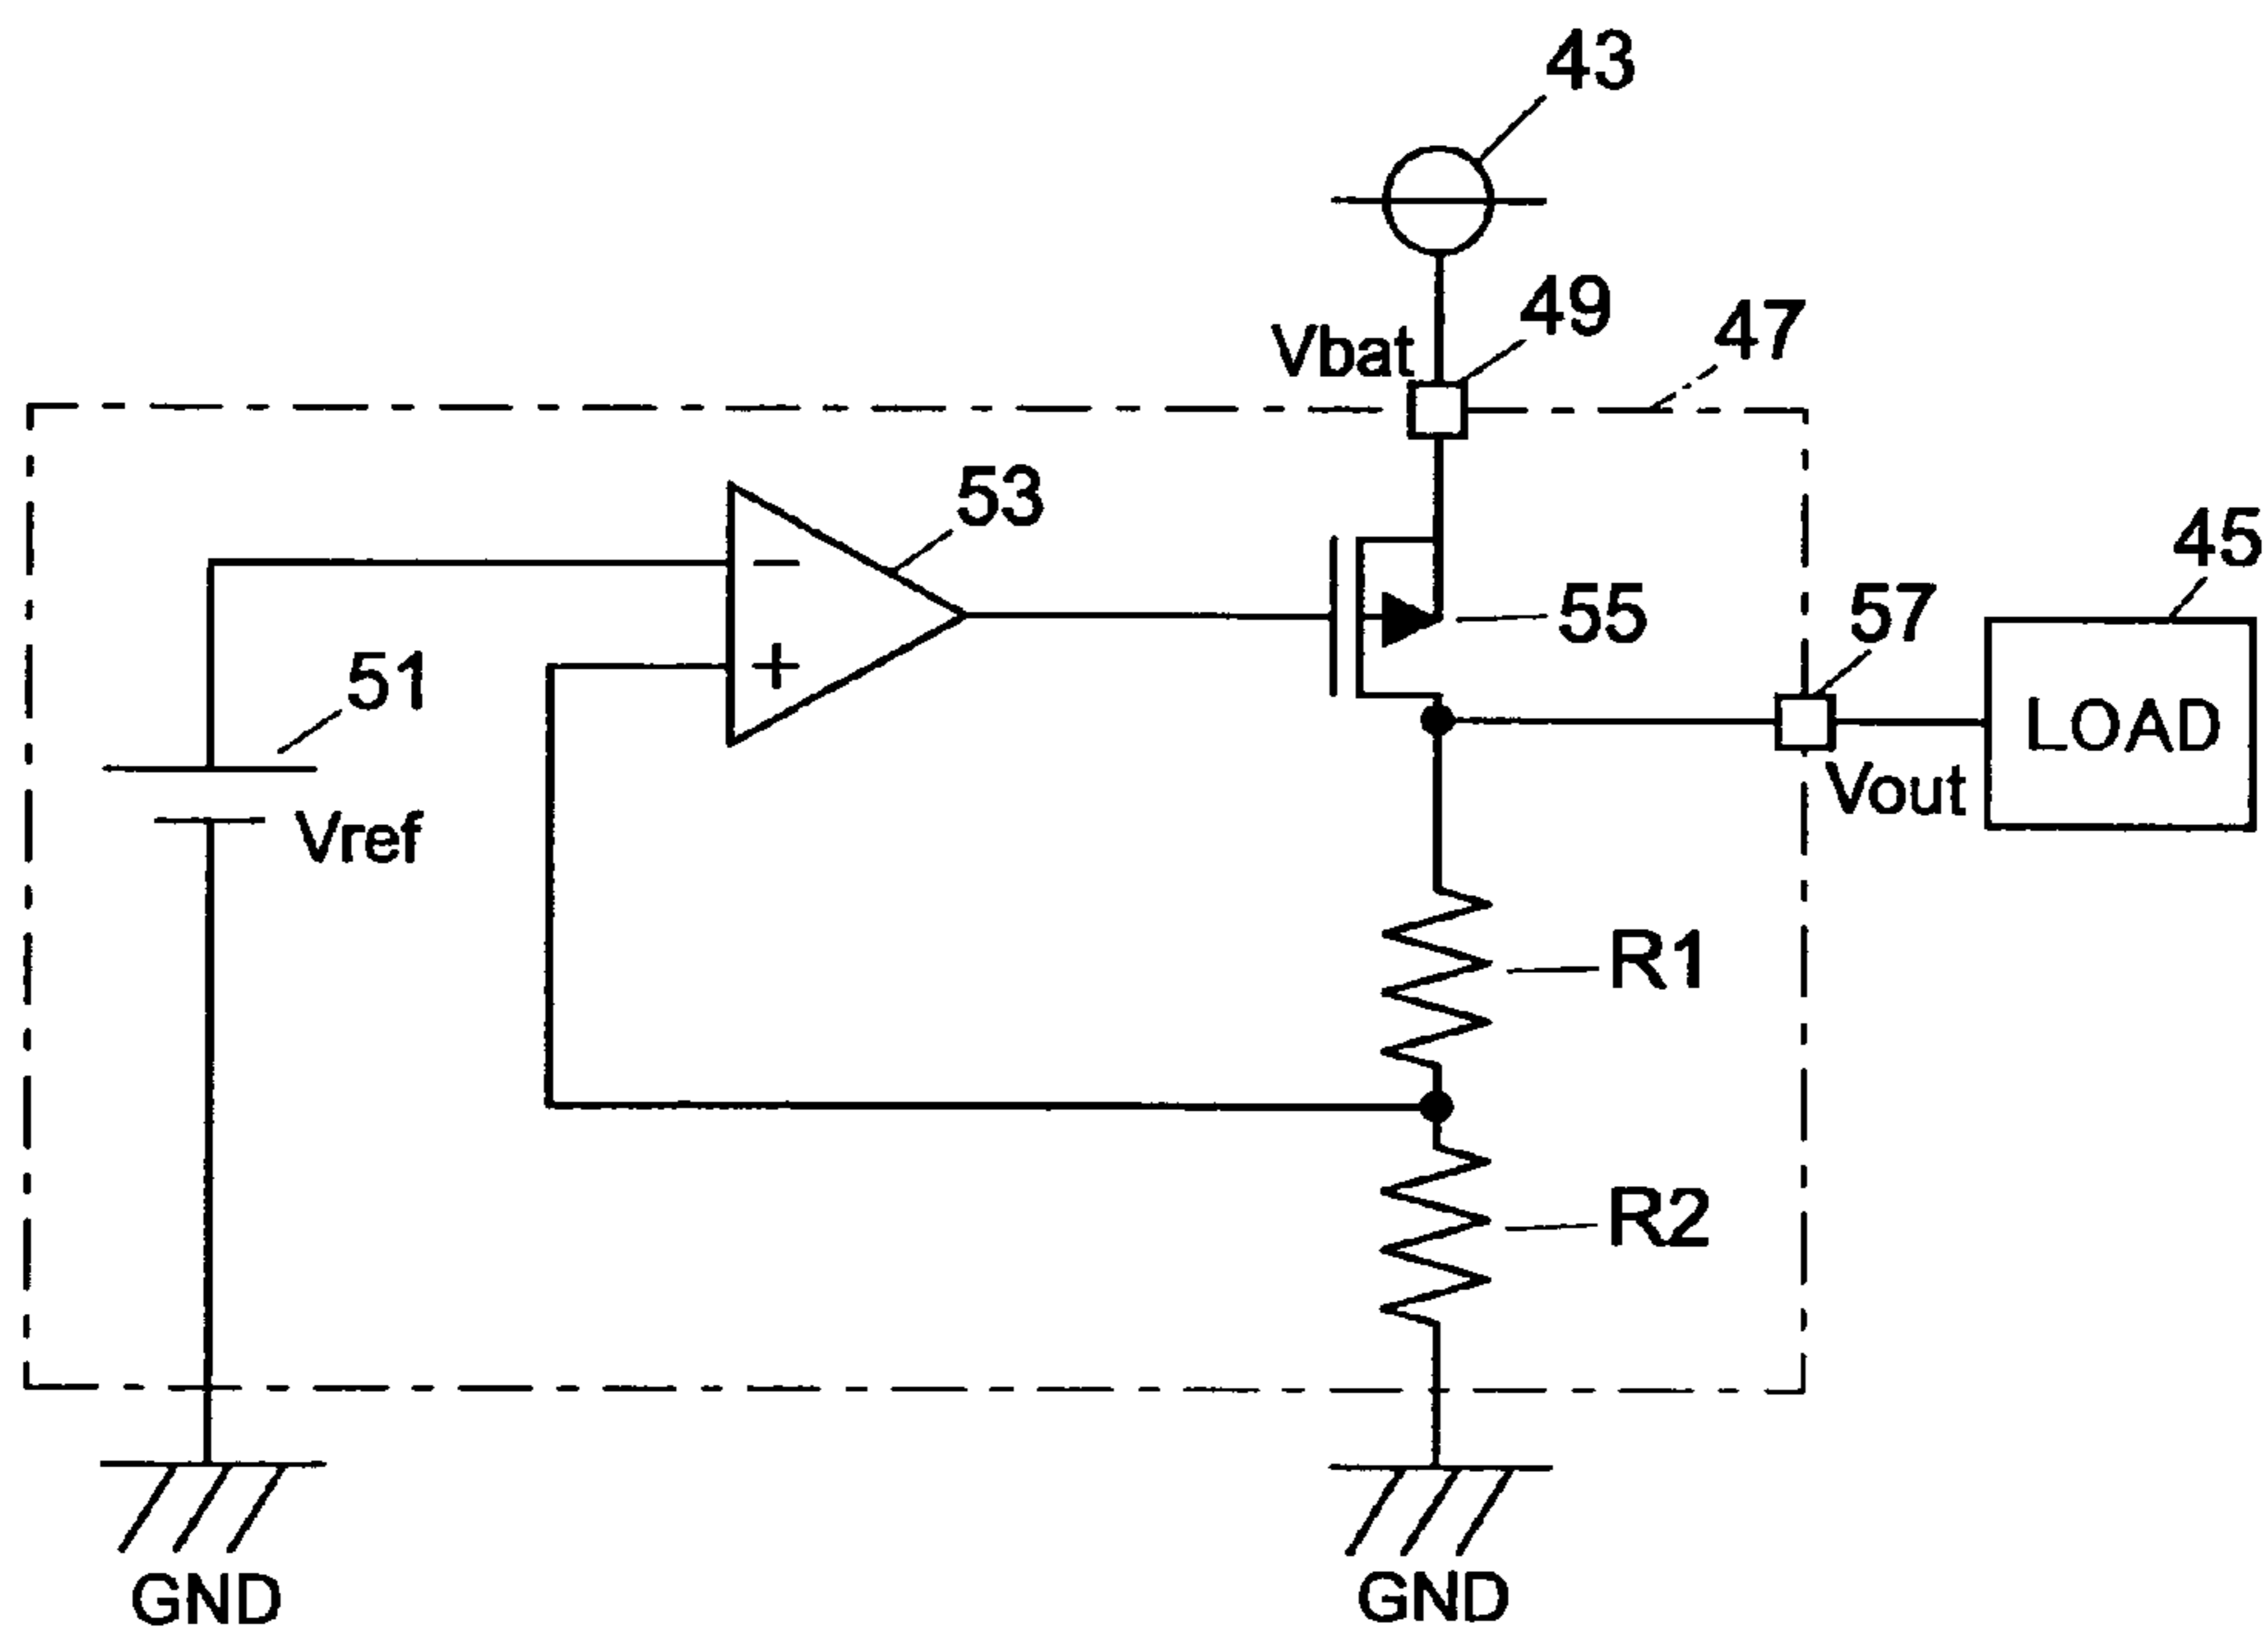 43
49
47
Vbat
53
45
55
57
−
+
51
LOAD
Vout
Vref
R1
R2
GND
GND